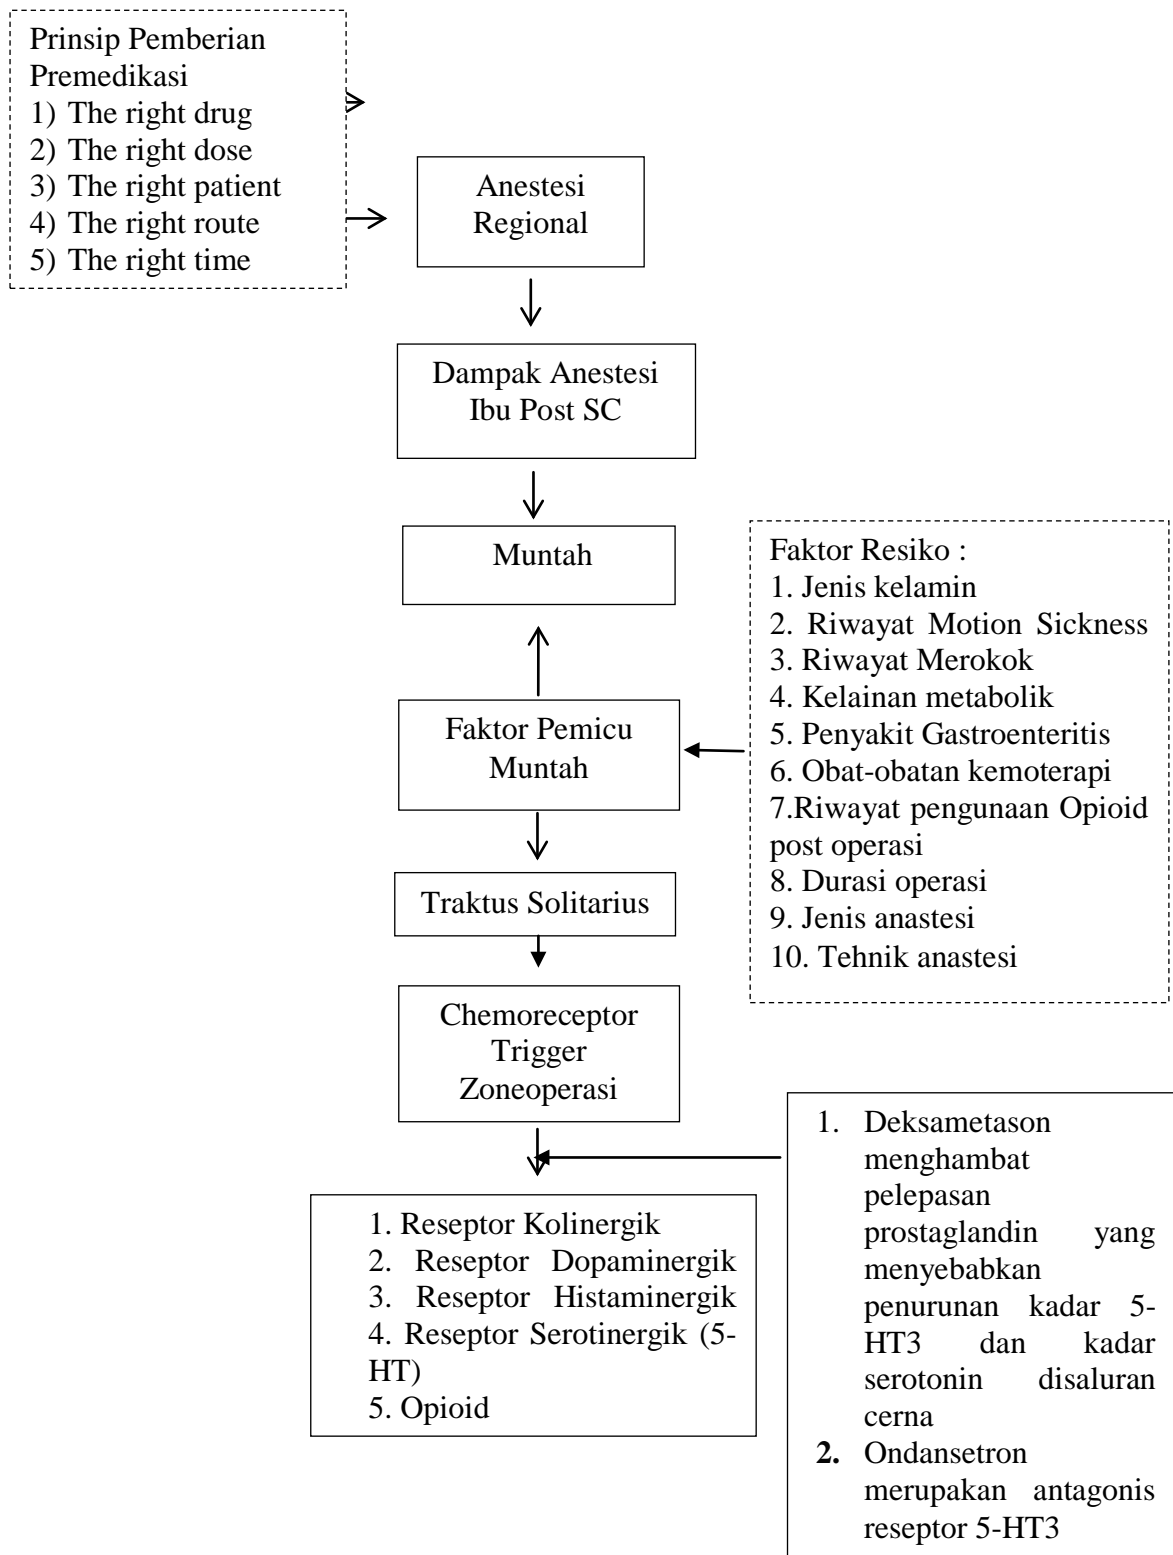 Prinsip Pemberian
Premedikasi
1) The right drug
2) The right dose
3) The right patient
4) The right route
5) The right time
Anestesi
Regional
Dampak Anestesi
Ibu Post SC
Muntah
Faktor Resiko :
1. Jenis kelamin
2. Riwayat Motion Sickness
3. Riwayat Merokok
4. Kelainan metabolik
5. Penyakit Gastroenteritis
6. Obat-obatan kemoterapi
7.Riwayat pengunaan Opioid
post operasi
8. Durasi operasi
9. Jenis anastesi
10. Tehnik anastesi
Faktor Pemicu
Muntah
Traktus Solitarius
Chemoreceptor
Trigger
Zoneoperasi
1. Reseptor Kolinergik
2. Reseptor Dopaminergik
3. Reseptor Histaminergik
4. Reseptor Serotinergik (5-
HT)
5. Opioid
1. Deksametason
menghambat
pelepasan
prostaglandin yang
menyebabkan
penurunan kadar 5-
HT3 dan kadar
serotonin disaluran
cerna
2. Ondansetron
merupakan antagonis
reseptor 5-HT3